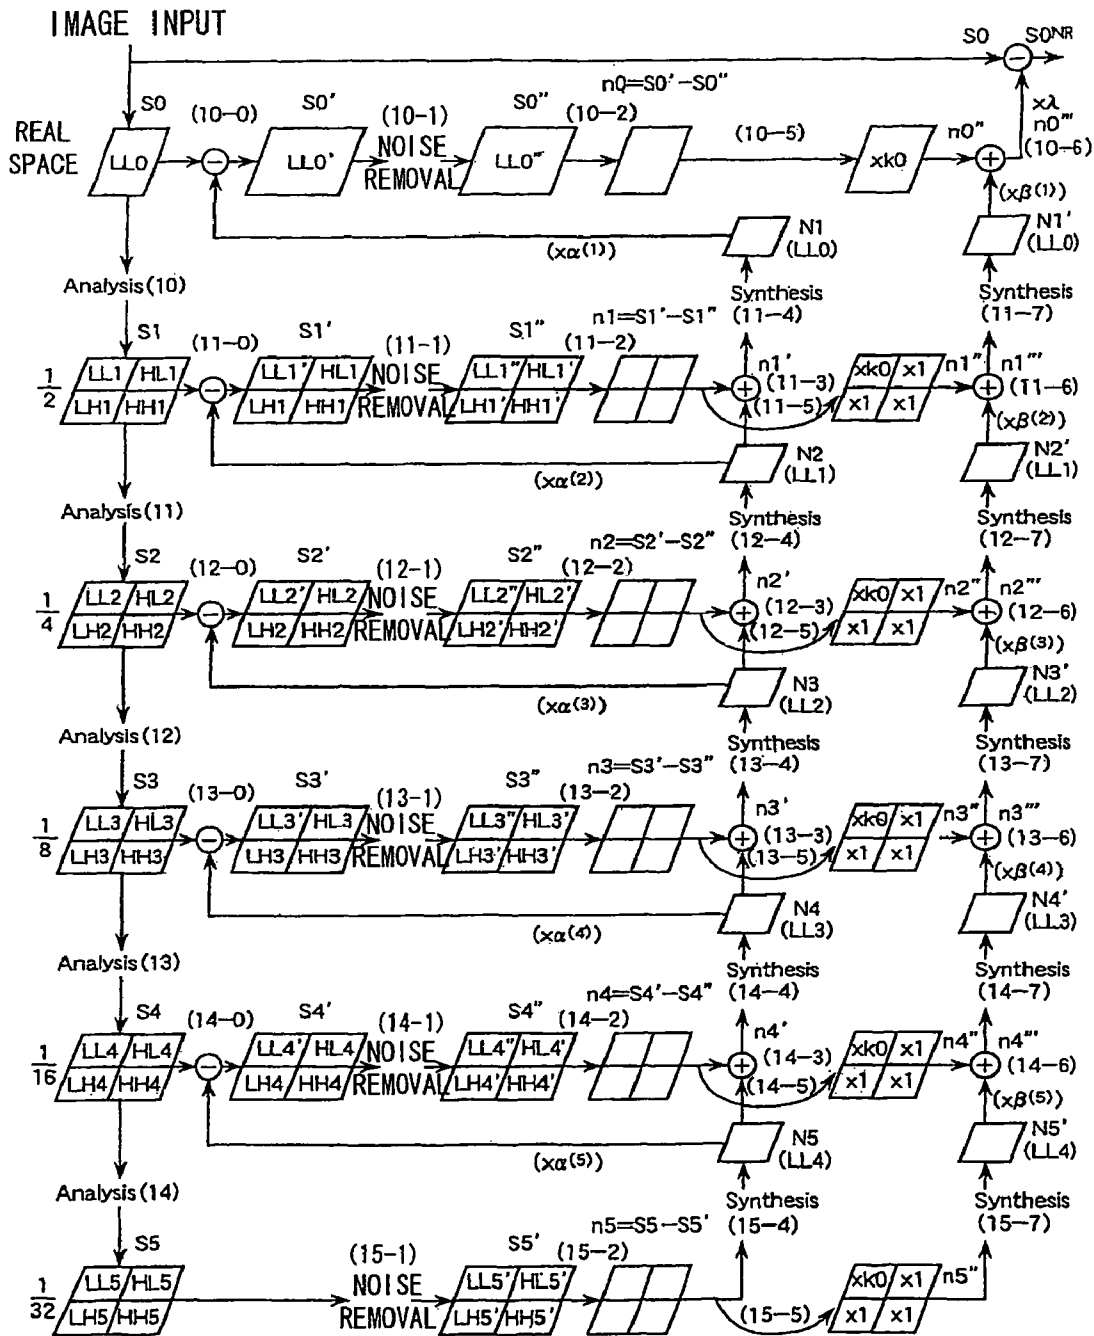 IMAGE INPUT
S0
S0NR
n0=S0'−S0"
S0
(10−0)
S0'
(10−1)
S0"
(10−2)
(10−5)
n0"
xλ
n0'"
(10−6)
REAL
SPACE
LL0
LL0'
NOISE
REMOVAL
LL0"
xk0
(xβ(1))
(xα(1))
N1
(LL0)
N1'
(LL0)
Analysis(10)
Synthesis
(11−4)
Synthesis
(11−7)
S1
(11−0)
S1'
(11−1)
S1"
n1=S1'−S1"
(11−2)
n1'
(11−3)
(11−5)
n1"
n1'"
(11−6)
1/2
LL1 HL1
LH1 HH1
LL1' HL1
LH1 HH1
NOISE
REMOVAL
LL1" HL1'
LH1' HH1'
xk0 x1
x1 x1
(xβ(2))
(xα(2))
N2
(LL1)
N2'
(LL1)
Analysis(11)
Synthesis
(12−4)
Synthesis
(12−7)
S2
(12−0)
S2'
(12−1)
S2"
n2=S2'−S2"
(12−2)
n2'
(12−3)
(12−5)
n2"
n2'"
(12−6)
1/4
LL2 HL2
LH2 HH2
LL2' HL2
LH2 HH2
NOISE
REMOVAL
LL2" HL2'
LH2' HH2'
xk0 x1
x1 x1
(xβ(3))
(xα(3))
N3
(LL2)
N3'
(LL2)
Analysis(12)
Synthesis
(13−4)
Synthesis
(13−7)
S3
(13−0)
S3'
(13−1)
S3"
n3=S3'−S3"
(13−2)
n3'
(13−3)
(13−5)
n3"
n3'"
(13−6)
1/8
LL3 HL3
LH3 HH3
LL3' HL3
LH3 HH3
NOISE
REMOVAL
LL3" HL3'
LH3' HH3'
xk0 x1
x1 x1
(xβ(4))
(xα(4))
N4
(LL3)
N4'
(LL3)
Analysis(13)
Synthesis
(14−4)
Synthesis
(14−7)
S4
(14−0)
S4'
(14−1)
S4"
n4=S4'−S4"
(14−2)
n4'
(14−3)
(14−5)
n4"
n4'"
(14−6)
1/16
LL4 HL4
LH4 HH4
LL4' HL4
LH4 HH4
NOISE
REMOVAL
LL4" HL4'
LH4' HH4'
xk0 x1
x1 x1
(xβ(5))
(xα(5))
N5
(LL4)
N5'
(LL4)
Analysis(14)
Synthesis
(15−4)
Synthesis
(15−7)
S5
(15−1)
S5'
n5=S5−S5'
(15−2)
(15−5)
n5"
1/32
LL5 HL5
LH5 HH5
NOISE
REMOVAL
LL5' HL5'
LH5' HH5'
xk0 x1
x1 x1